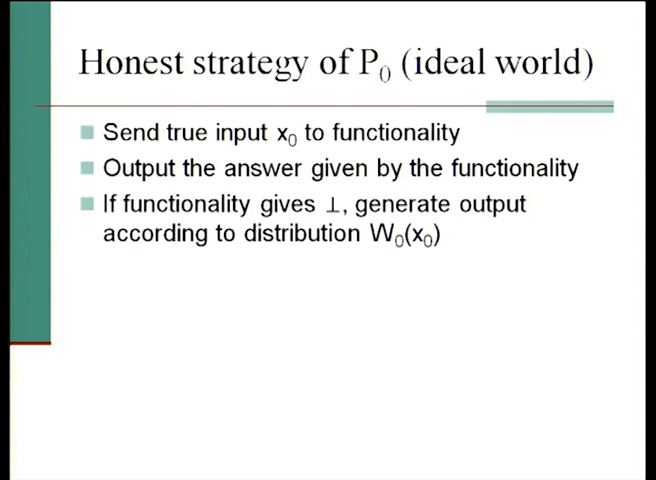 Honest strategy of P₀ (ideal world)
Send true input x₀ to functionality
Output the answer given by the functionality
If functionality gives ⊥, generate output
according to distribution W₀(x₀)